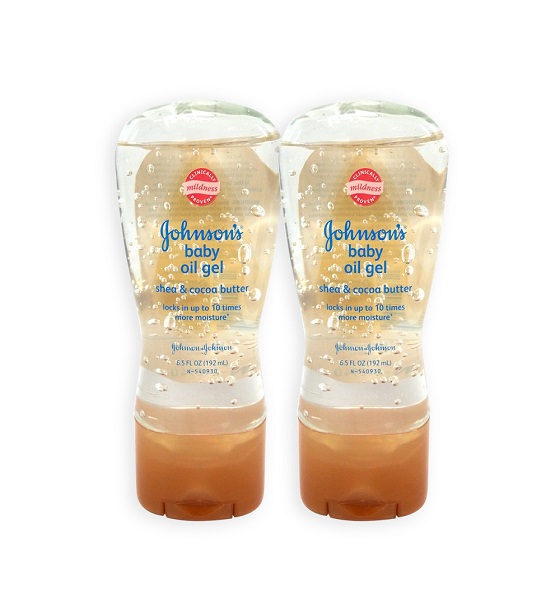 CLINICALLY
mildness
PROVEN*
Johnson's
baby
oil gel
shea & cocoa butter
locks in up to 10 times
more moisture*
Johnson & Johnson
6.5 FL OZ (192 mL)
N-540930
CLINICALLY
mildness
PROVEN*
Johnson's
baby
oil gel
shea & cocoa butter
locks in up to 10 times
more moisture*
Johnson & Johnson
6.5 FL OZ (192 mL)
N-540930